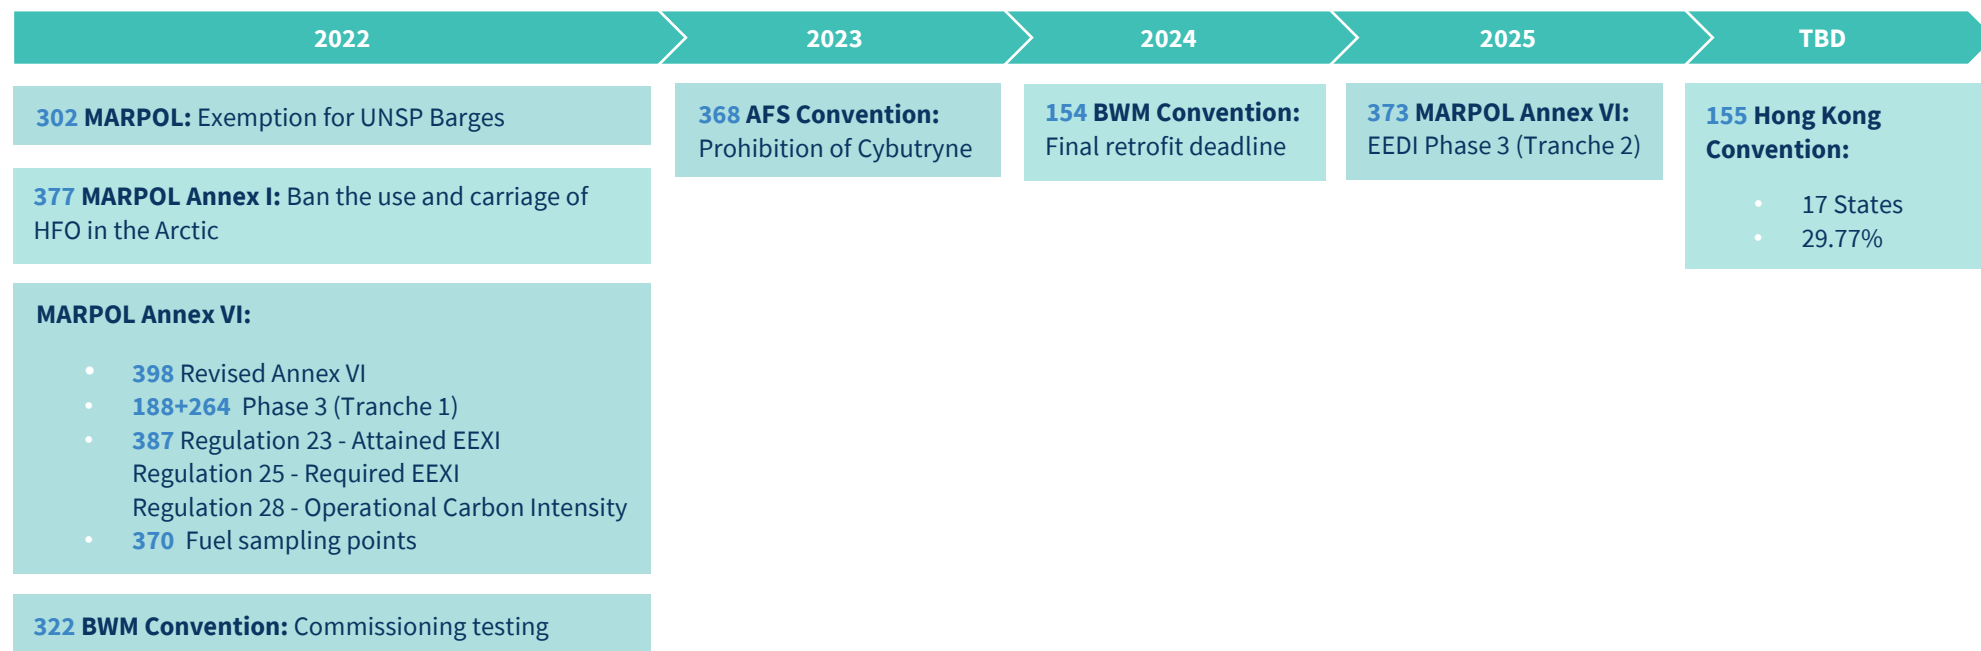 2022
2023
2024
2025
TBD
302 MARPOL: Exemption for UNSP Barges
377 MARPOL Annex I: Ban the use and carriage of
HFO in the Arctic
MARPOL Annex VI:
• 398 Revised Annex VI
• 188+264 Phase 3 (Tranche 1)
• 387 Regulation 23 - Attained EEXI
Regulation 25 - Required EEXI
Regulation 28 - Operational Carbon Intensity
• 370 Fuel sampling points
322 BWM Convention: Commissioning testing
368 AFS Convention:
Prohibition of Cybutryne
154 BWM Convention:
Final retrofit deadline
373 MARPOL Annex VI:
EEDI Phase 3 (Tranche 2)
155 Hong Kong
Convention:
• 17 States
• 29.77%